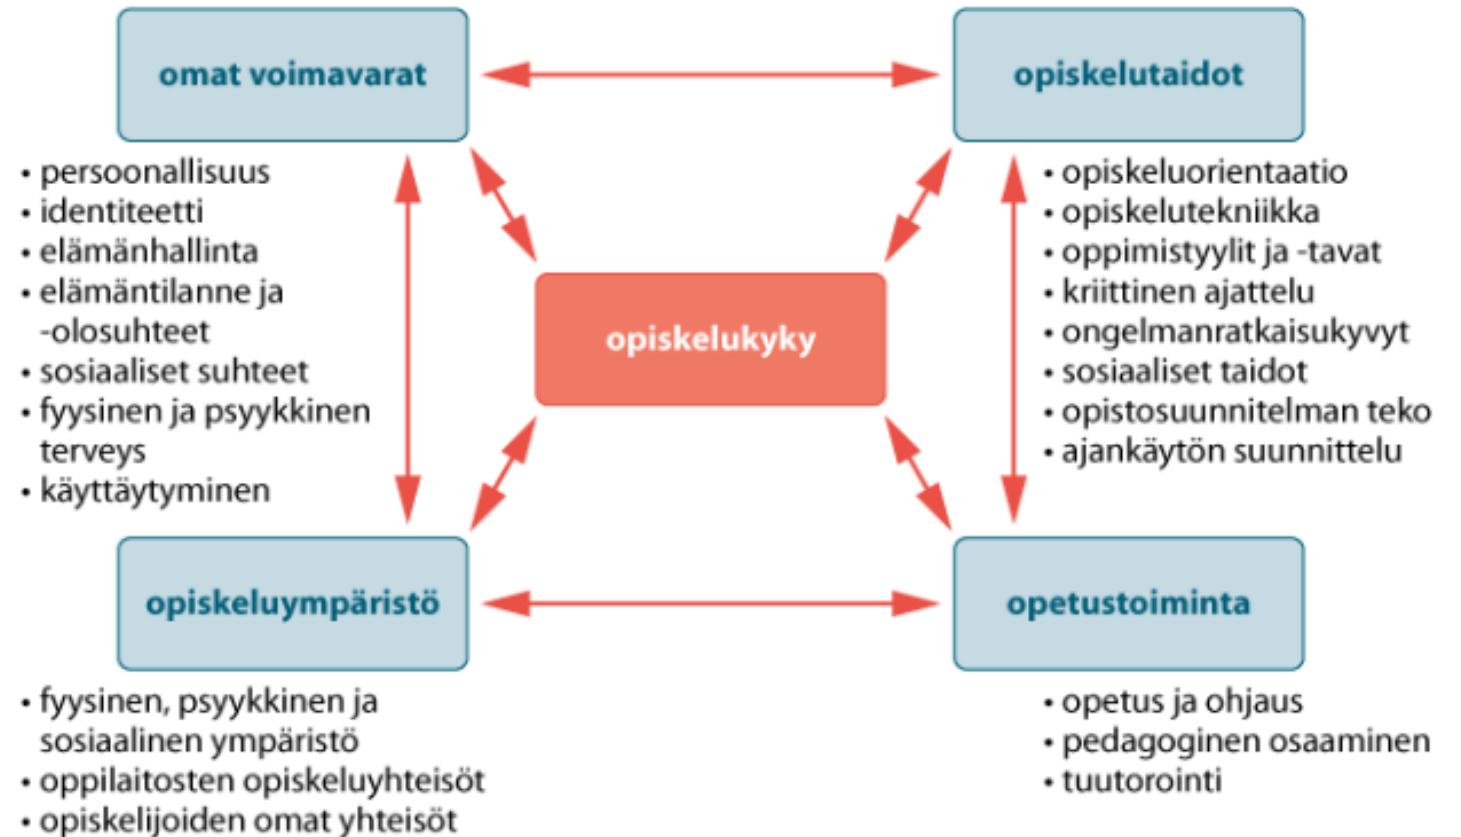 omat voimavarat
• persoonallisuus
• identiteetti
• elämänhallinta
• elämäntilanne ja
-olosuhteet
• sosiaaliset suhteet
• fyysinen ja psyykkinen
terveys
• käyttäytyminen
opiskelutaidot
• opiskeluorientaatio
• opiskelutekniikka
• oppimistyylit ja -tavat
• kriittinen ajattelu
• ongelmanratkaisukyvyt
• sosiaaliset taidot
• opistosuunnitelman teko
• ajankäytön suunnittelu
opiskelukyky
opiskeluympäristö
• fyysinen, psyykkinen ja
sosiaalinen ympäristö
• oppilaitosten opiskeluyhteisöt
• opiskelijoiden omat yhteisöt
opetustoiminta
• opetus ja ohjaus
• pedagoginen osaaminen
• tuutorointi